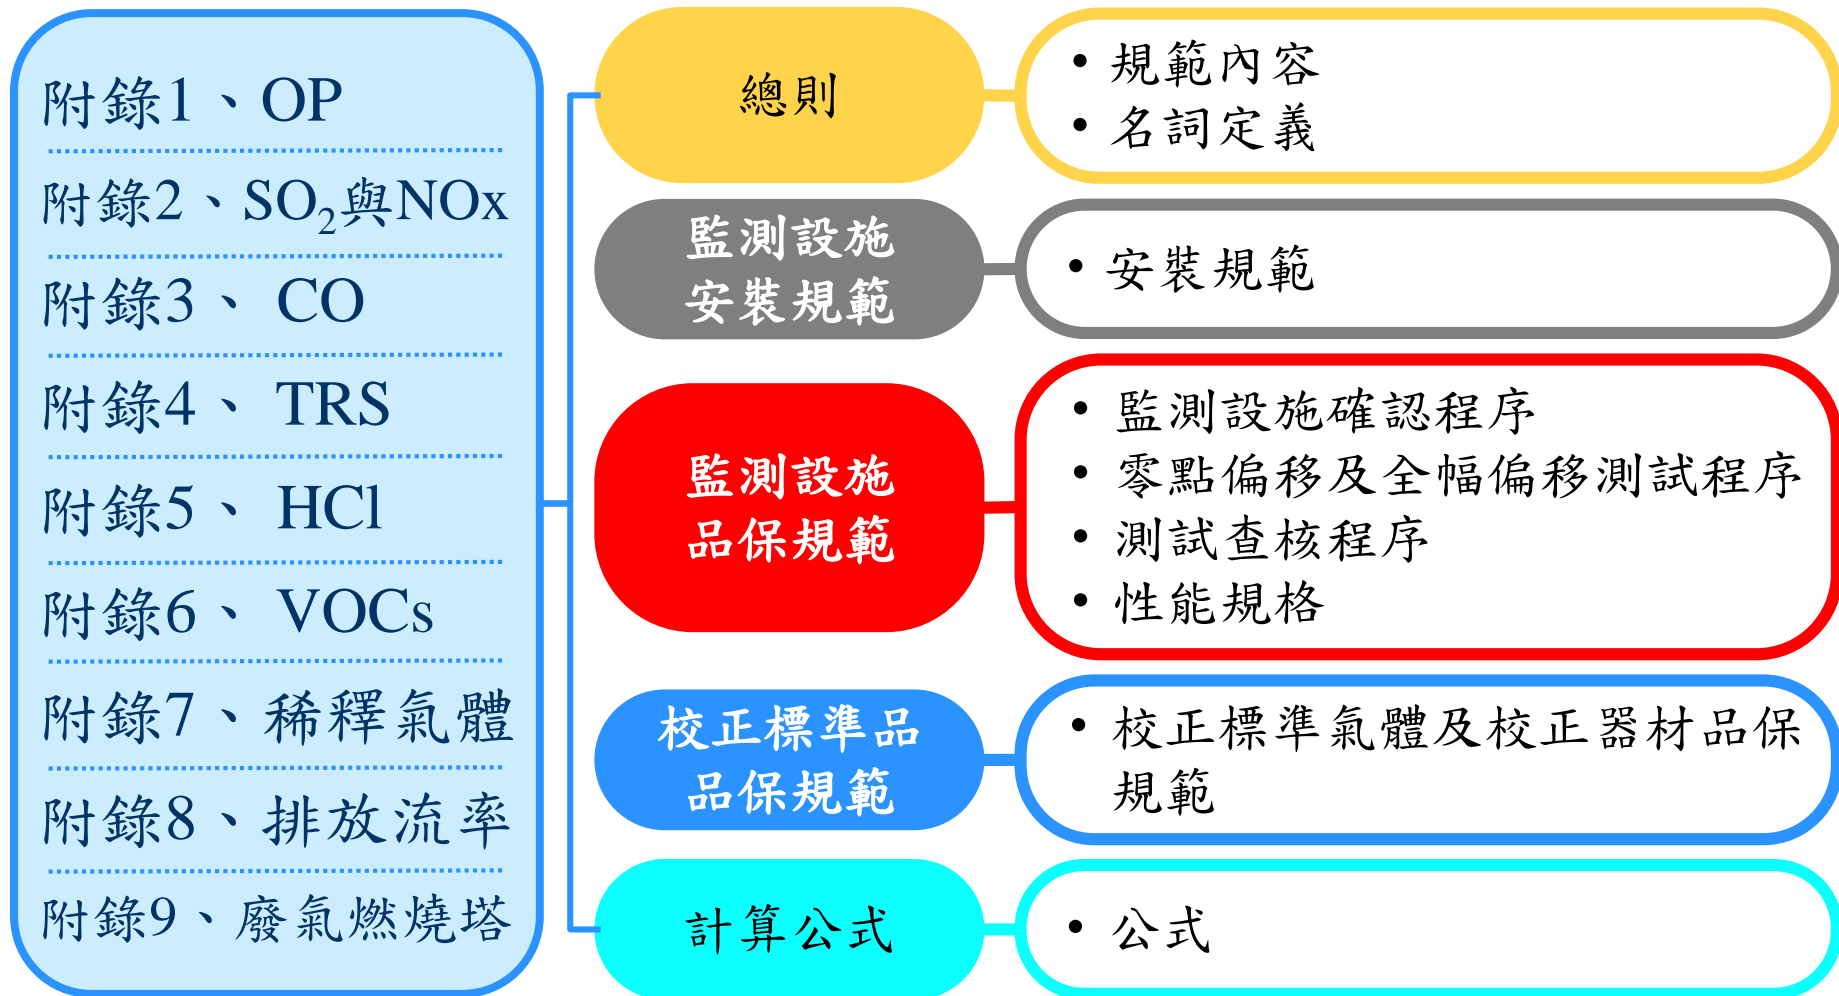 附錄1、OP
附錄2、SO₂與NOx
附錄3、 CO
附錄4、 TRS
附錄5、 HCl
附錄6、 VOCs
附錄7、稀釋氣體
附錄8、排放流率
附錄9、廢氣燃燒塔
總則
• 規範內容
• 名詞定義
監測設施
安裝規範
• 安裝規範
監測設施
品保規範
• 監測設施確認程序
• 零點偏移及全幅偏移測試程序
• 測試查核程序
• 性能規格
校正標準品
品保規範
• 校正標準氣體及校正器材品保
規範
計算公式
• 公式